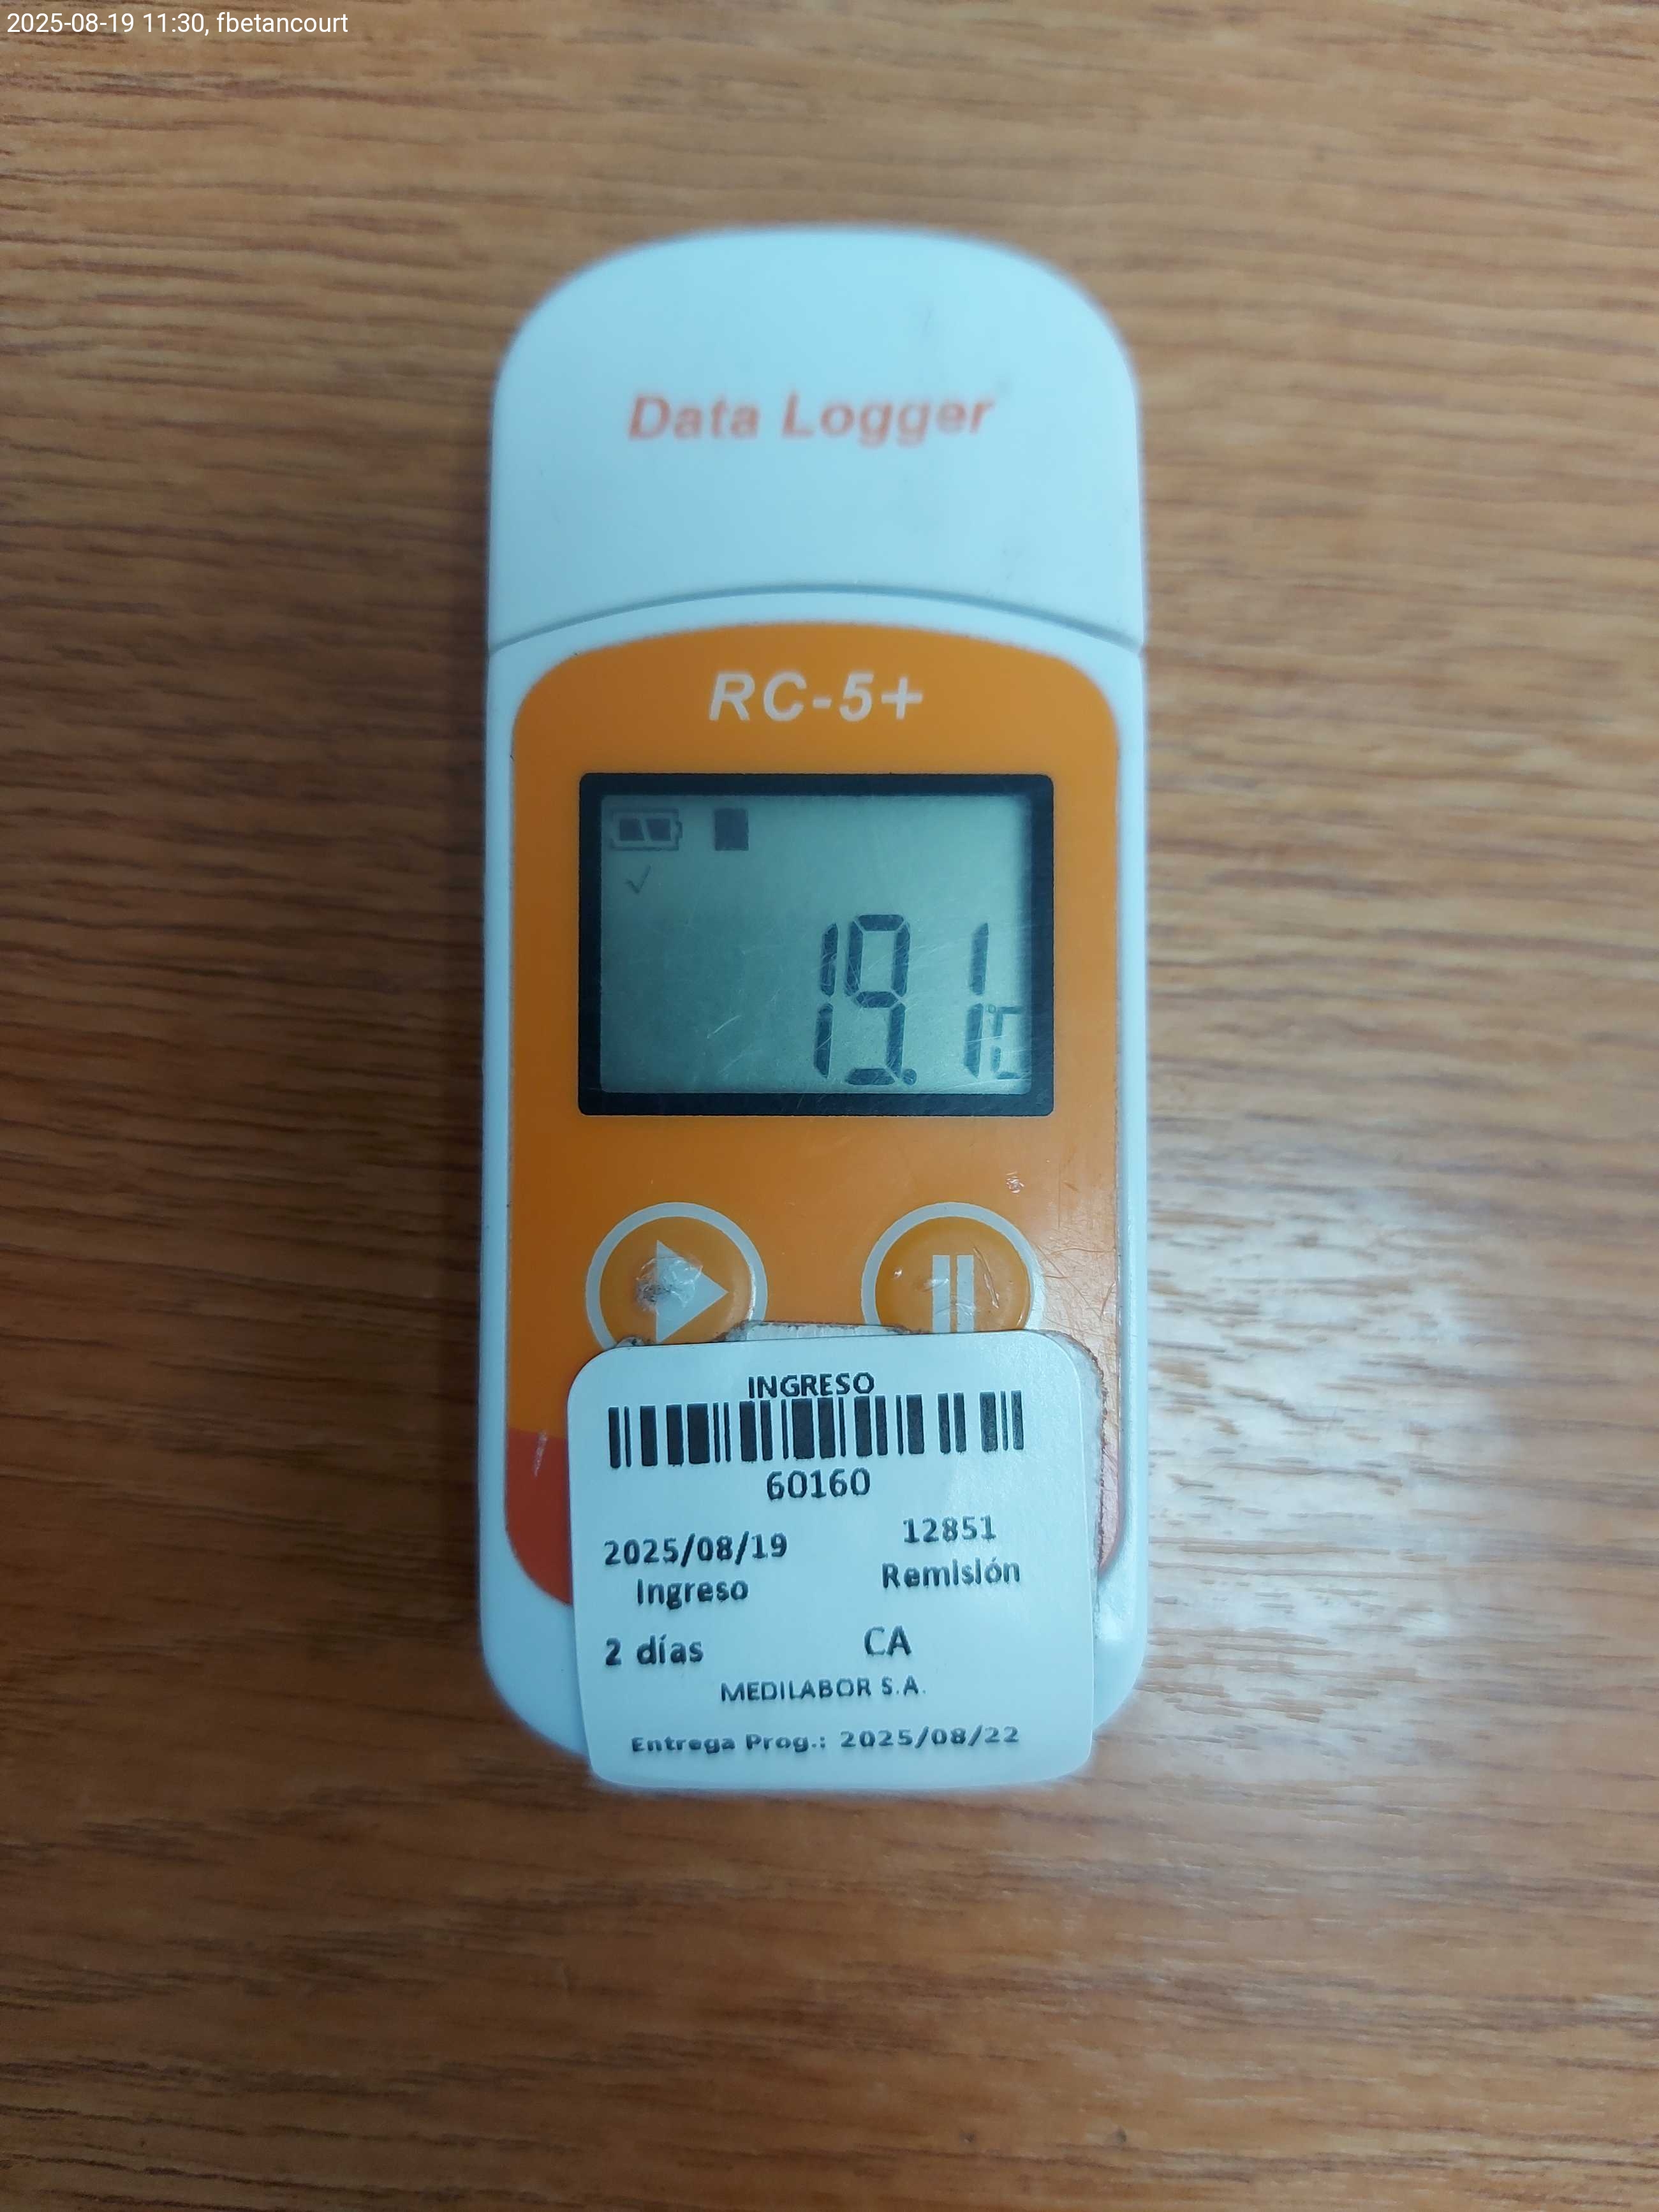 2025-08-19 11:30, fbetancourt
Data Logger
RC-5+
19.1°C
INGRESO
60160
2025/08/19 12851
Ingreso Remisión
2 días CA
MEDILABOR S.A.
Entrega Prog.: 2025/08/22